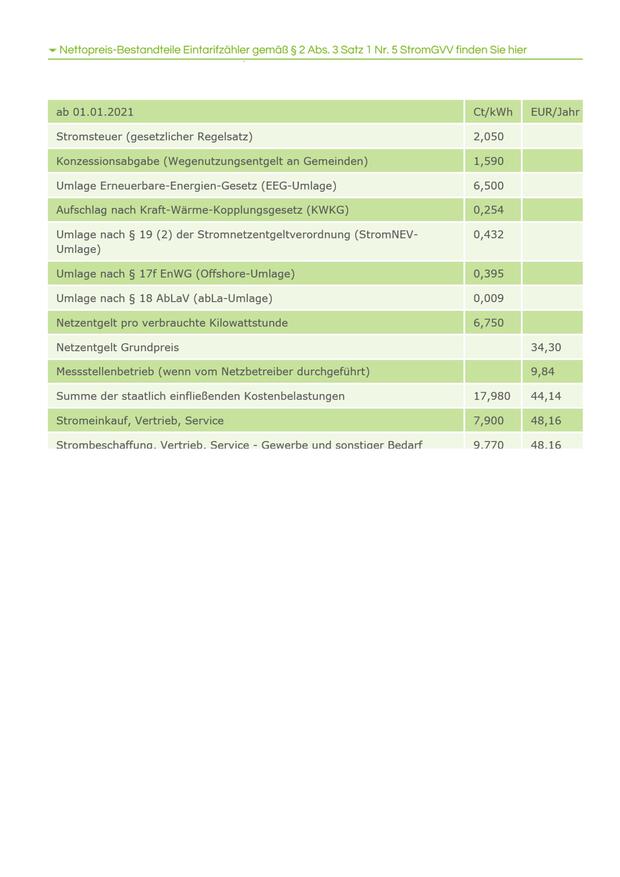 Nettopreis-Bestandteile Eintarifzähler gemäß § 2 Abs. 3 Satz 1 Nr. 5 StromGVV finden Sie hier
ab 01.01.2021 Ct/kWh EUR/Jahr
Stromsteuer (gesetzlicher Regelsatz) 2,050
Konzessionsabgabe (Wegenutzungsentgelt an Gemeinden) 1,590
Umlage Erneuerbare-Energien-Gesetz (EEG-Umlage) 6,500
Aufschlag nach Kraft-Wärme-Kopplungsgesetz (KWKG) 0,254
Umlage nach § 19 (2) der Stromnetzentgeltverordnung (StromNEV- 0,432
Umlage)
Umlage nach § 17f EnWG (Offshore-Umlage) 0,395
Umlage nach § 18 AbLaV (abLa-Umlage) 0,009
Netzentgelt pro verbrauchte Kilowattstunde 6,750
Netzentgelt Grundpreis 34,30
Messstellenbetrieb (wenn vom Netzbetreiber durchgeführt) 9,84
Summe der staatlich einfließenden Kostenbelastungen 17,980 44,14
Stromeinkauf, Vertrieb, Service 7,900 48,16
Strombeschaffung, Vertrieb, Service - Gewerbe und sonstiger Bedarf 9,770 48,16